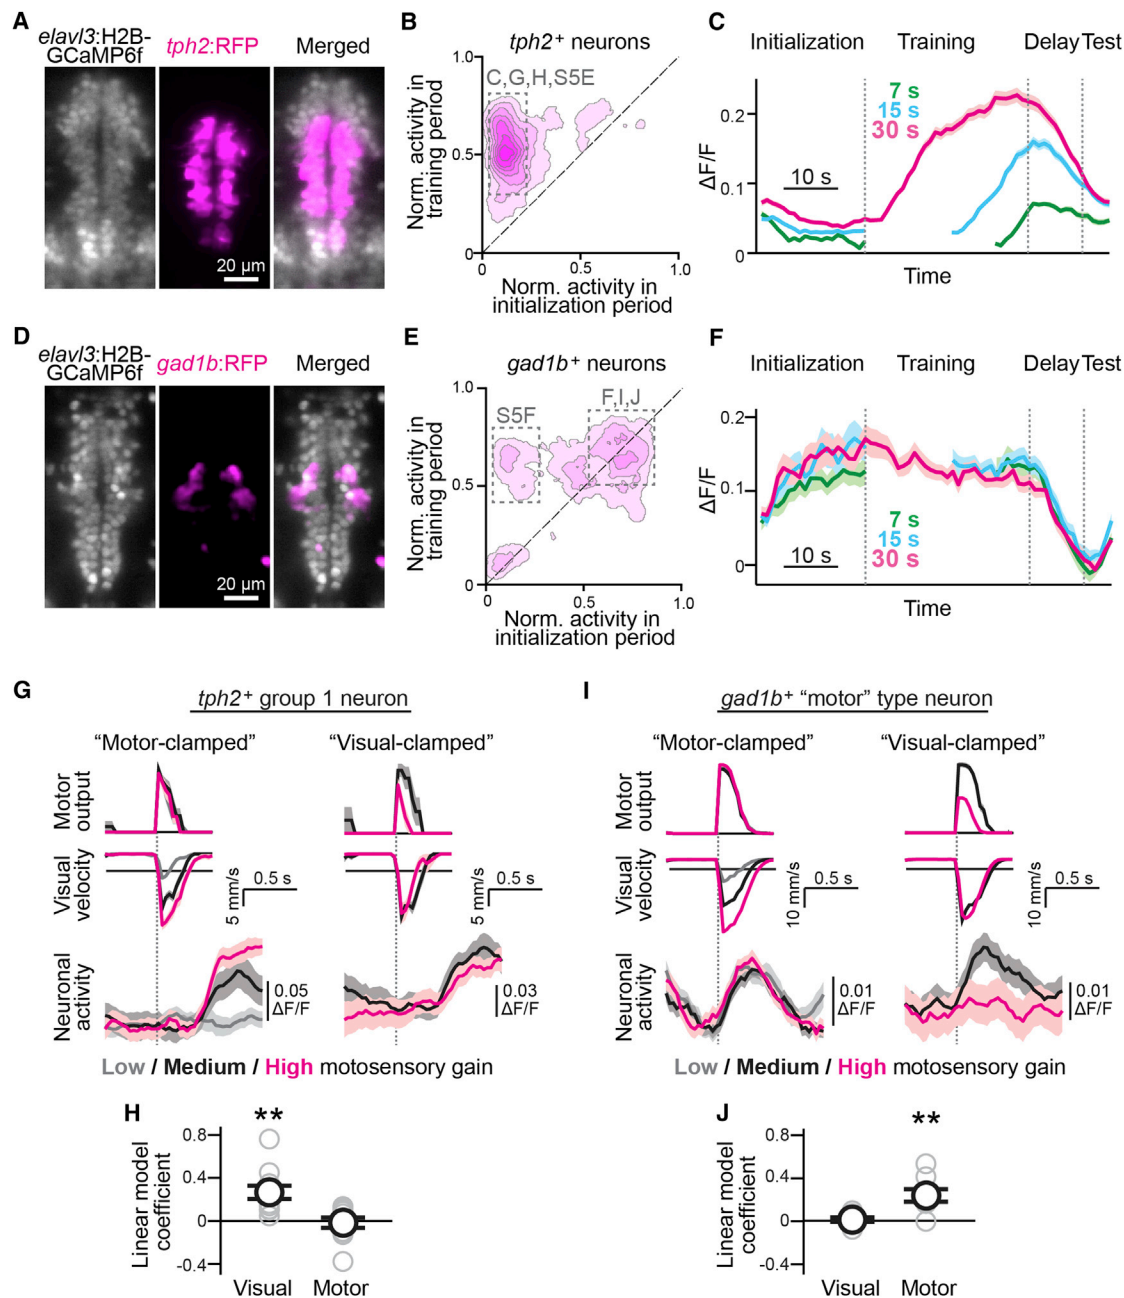 A
elavl3:H2B-
GCaMP6f
tph2:RFP
Merged
20 µm
B
tph2+ neurons
C,G,H,S5E
Norm. activity in
training period
1.0
0.5
0
0
0.5
1.0
Norm. activity in
initialization period
C
Initialization
Training
Delay
Test
7 s
15 s
30 s
0.2
0.1
0
ΔF/F
10 s
Time
D
elavl3:H2B-
GCaMP6f
gad1b:RFP
Merged
20 µm
E
gad1b+ neurons
S5F
F,I,J
Norm. activity in
training period
1.0
0.5
0
0
0.5
1.0
Norm. activity in
initialization period
F
Initialization
Training
Delay
Test
0.2
0.1
0
ΔF/F
7 s
15 s
30 s
10 s
Time
G
tph2+ group 1 neuron
"Motor-clamped"
"Visual-clamped"
Motor
output
Visual
velocity
0.5 s
5 mm/s
0.5 s
5 mm/s
Neuronal
activity
0.05
ΔF/F
0.03
ΔF/F
Low / Medium / High motosensory gain
H
**
Linear model
coefficient
0.8
0.4
0
-0.4
Visual
Motor
I
gad1b+ "motor" type neuron
"Motor-clamped"
"Visual-clamped"
Motor
output
Visual
velocity
0.5 s
10 mm/s
0.5 s
10 mm/s
Neuronal
activity
0.01
ΔF/F
0.01
ΔF/F
Low / Medium / High motosensory gain
J
**
Linear model
coefficient
0.8
0.4
0
-0.4
Visual
Motor